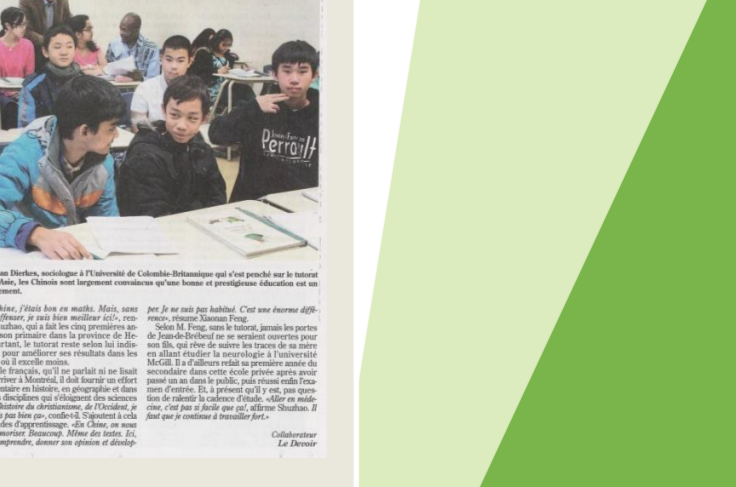 Perrault
an Dierkes, sociologue à l'Université de Colombie-Britannique qui s'est penché sur le tutorat
Asie, les Chinois sont largement convaincus qu'une bonne et prestigieuse éducation est un
ement.
hine, j'étais bon en maths. Mais, sans
ffenser, je suis bien meilleur ici!», ren-
uzhao, qui a fait les cinq premières an-
son primaire dans la province de He-
rtant, le tutorat reste selon lui indis-
pour améliorer ses résultats dans les
où il excelle moins.
le français, qu'il ne parlait ni ne lisait
river à Montréal, il doit fournir un effort
entaire en histoire, en géographie et dans
s disciplines qui s'éloignent des sciences
'histoire du christianisme, de l'Occident, je
s pas bien ça», confie-t-il. S'ajoutent à cela
des d'apprentissage. «En Chine, on nous
moriser. Beaucoup. Même des textes. Ici,
mprendre, donner son opinion et dévelop-
per. Je ne suis pas habitué. C'est une énorme diffé-
rence», résume Xiaonan Feng.
Selon M. Feng, sans le tutorat, jamais les portes
de Jean-de-Brébeuf ne se seraient ouvertes pour
son fils, qui rêve de suivre les traces de sa mère
en allant étudier la neurologie à l'université
McGill. Il a d'ailleurs refait sa première année du
secondaire dans cette école privée après avoir
passé un an dans le public, puis réussi enfin l'exa-
men d'entrée. Et, à présent qu'il y est, pas ques-
tion de ralentir la cadence d'étude. «Aller en méde-
cine, c'est pas si facile que ça!, affirme Shuzhao. Il
faut que je continue à travailler fort.»
Collaborateur
Le Devoir